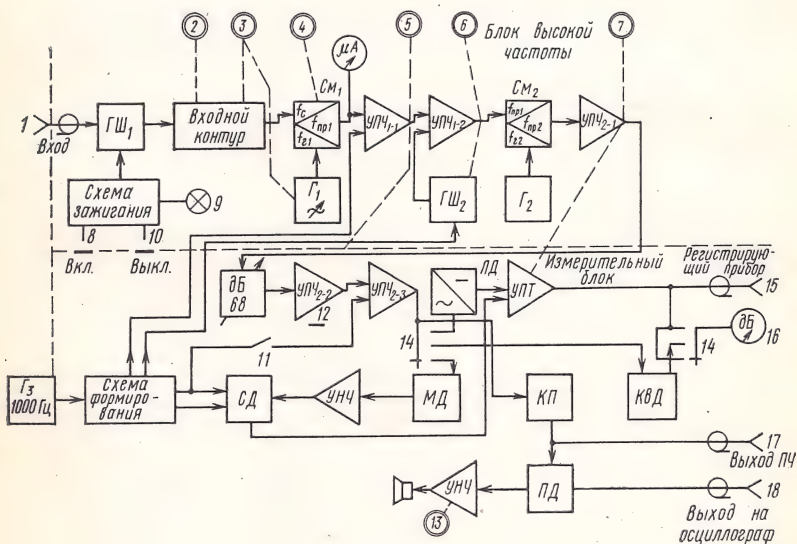 2
3
4
5
6
Блок высокой
частоты
7
μА
См1
См2
1
Вход
ГШ1
Входной
контур
fс
fпр1
fг1
УПЧ1-1
УПЧ1-2
fпр1
fпр2
fг2
УПЧ2-1
Схема
зажигания
9
Г1
ГШ2
Г2
8
10
Вкл.
Выкл.
дБ
68
УПЧ2-2
12
УПЧ2-3
ЛД
УПТ
Измерительный
блок
Регистрирую-
щий прибор
15
11
14
14
дБ
16
Г3
1000 Гц
Схема
формиро-
вания
СД
УНЧ
МД
КП
КВД
17
Выход ПЧ
УНЧ
13
ПД
18
Выход на
осциллограф